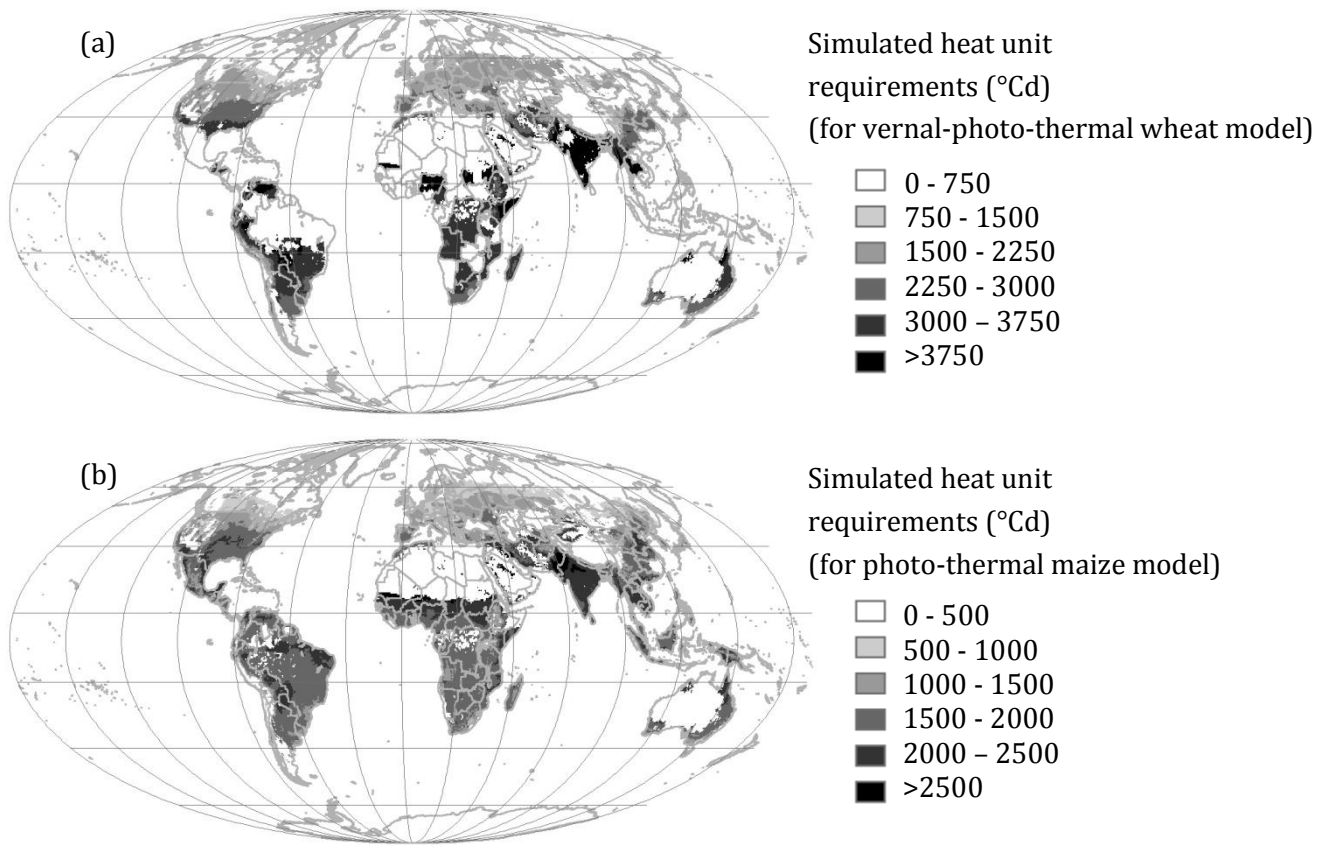 (a)
Simulated heat unit
requirements (°Cd)
(for vernal-photo-thermal wheat model)
0 - 750
750 - 1500
1500 - 2250
2250 - 3000
3000 – 3750
>3750
(b)
Simulated heat unit
requirements (°Cd)
(for photo-thermal maize model)
0 - 500
500 - 1000
1000 - 1500
1500 - 2000
2000 – 2500
>2500